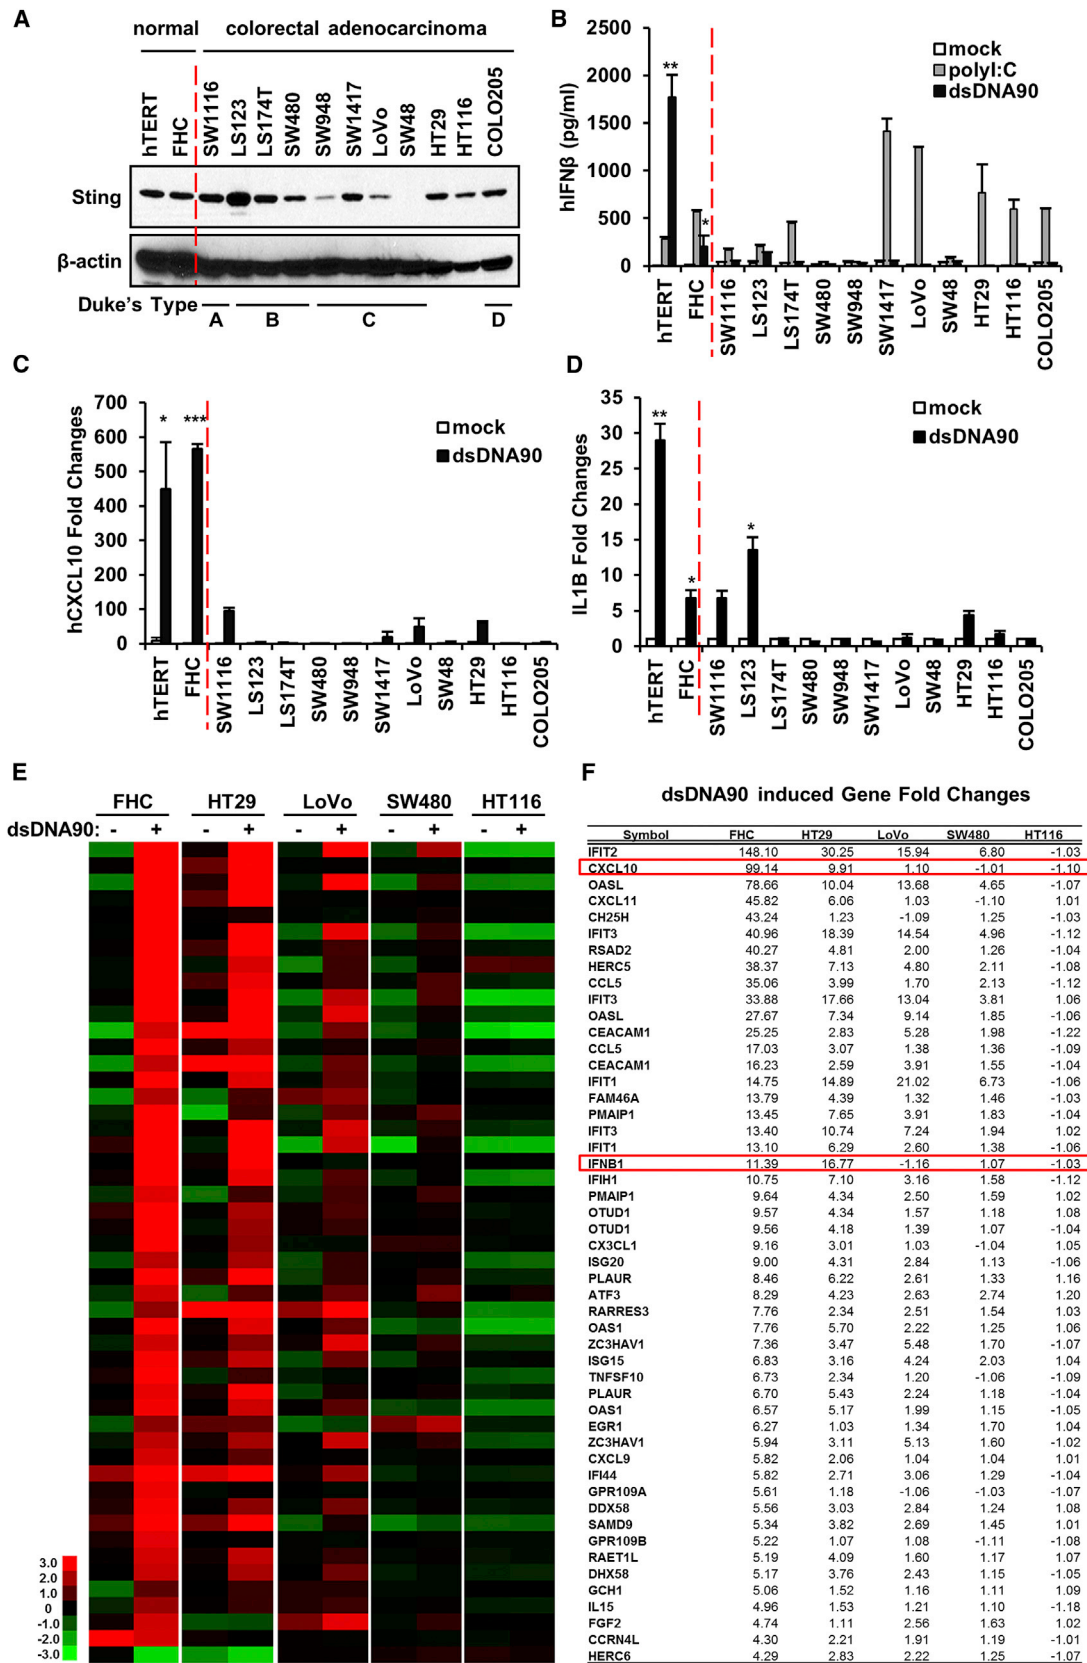 A
normal colorectal adenocarcinoma
hTERT
FHC
SW1116
LS123
LS174T
SW480
SW948
SW1417
LoVo
SW48
HT29
HT116
COLO205
Sting
β-actin
Duke's Type A B C D
B
hIFNβ (pg/ml)
2500
2000
1500
1000
500
0
mock
polyI:C
dsDNA90
**
*
hTERT
FHC
SW1116
LS123
LS174T
SW480
SW948
SW1417
LoVo
SW48
HT29
HT116
COLO205
C
hCXCL10 Fold Changes
700
600
500
400
300
200
100
0
mock
dsDNA90
*
***
hTERT
FHC
SW1116
LS123
LS174T
SW480
SW948
SW1417
LoVo
SW48
HT29
HT116
COLO205
D
IL1B Fold Changes
35
30
25
20
15
10
5
0
mock
dsDNA90
**
*
*
hTERT
FHC
SW1116
LS123
LS174T
SW480
SW948
SW1417
LoVo
SW48
HT29
HT116
COLO205
E
FHC HT29 LoVo SW480 HT116
dsDNA90: - + - + - + - + - +
3.0
2.0
1.0
0
-1.0
-2.0
-3.0
F
dsDNA90 induced Gene Fold Changes
Symbol FHC HT29 LoVo SW480 HT116
IFIT2 148.10 30.25 15.94 6.80 -1.03
CXCL10 99.14 9.91 1.10 -1.01 -1.10
OASL 78.66 10.04 13.68 4.65 -1.07
CXCL11 45.82 6.06 1.03 -1.10 1.01
CH25H 43.24 1.23 -1.09 1.25 -1.03
IFIT3 40.96 18.39 14.54 4.96 -1.12
RSAD2 40.27 4.81 2.00 1.26 -1.04
HERC5 38.37 7.13 4.80 2.11 -1.08
CCL5 35.06 3.99 1.70 2.13 -1.12
IFIT3 33.88 17.66 13.04 3.81 1.06
OASL 27.67 7.34 9.14 1.85 -1.06
CEACAM1 25.25 2.83 5.28 1.98 -1.22
CCL5 17.03 3.07 1.38 1.36 -1.09
CEACAM1 16.23 2.59 3.91 1.55 -1.04
IFIT1 14.75 14.89 21.02 6.73 -1.06
FAM46A 13.79 4.39 1.32 1.46 -1.03
PMAIP1 13.45 7.65 3.91 1.83 -1.04
IFIT3 13.40 10.74 7.24 1.94 1.02
IFIT1 13.10 6.29 2.60 1.38 -1.06
IFNB1 11.39 16.77 -1.16 1.07 -1.03
IFIH1 10.75 7.10 3.16 1.58 -1.12
PMAIP1 9.64 4.34 2.50 1.59 1.02
OTUD1 9.57 4.34 1.57 1.18 1.08
OTUD1 9.56 4.18 1.39 1.07 -1.04
CX3CL1 9.16 3.01 1.03 -1.04 1.05
ISG20 9.00 4.31 2.84 1.13 -1.06
PLAUR 8.46 6.22 2.61 1.33 1.16
ATF3 8.29 4.23 2.63 2.74 1.20
RARRES3 7.76 2.34 2.51 1.54 1.03
OAS1 7.76 5.70 2.22 1.25 1.06
ZC3HAV1 7.36 3.47 5.48 1.70 -1.07
ISG15 6.83 3.16 4.24 2.03 1.04
TNFSF10 6.73 2.34 1.20 -1.06 -1.09
PLAUR 6.70 5.43 2.24 1.18 -1.04
OAS1 6.57 5.17 1.99 1.15 -1.05
EGR1 6.27 1.03 1.34 1.70 1.04
ZC3HAV1 5.94 3.11 5.13 1.60 -1.02
CXCL9 5.82 2.06 1.04 1.04 1.01
IFI44 5.82 2.71 3.06 1.29 -1.04
GPR109A 5.61 1.18 -1.06 -1.03 -1.07
DDX58 5.56 3.03 2.84 1.24 1.08
SAMD9 5.34 3.82 2.69 1.45 1.01
GPR109B 5.22 1.07 1.08 -1.11 -1.08
RAET1L 5.19 4.09 1.60 1.17 1.07
DHX58 5.17 3.76 2.43 1.15 -1.05
GCH1 5.06 1.52 1.16 1.11 1.09
IL15 4.96 1.53 1.21 1.10 -1.18
FGF2 4.74 1.11 2.56 1.63 1.02
CCRN4L 4.30 2.21 1.91 1.19 -1.01
HERC6 4.29 2.83 2.22 1.25 -1.07